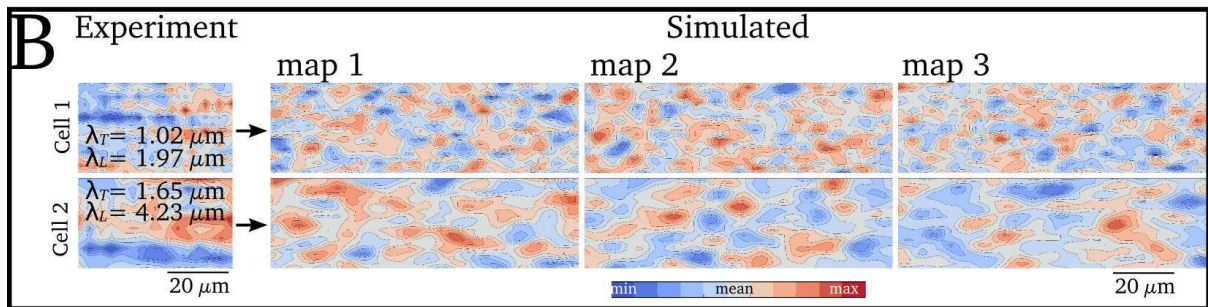 B
Experiment
Simulated
map 1
map 2
map 3
Cell 1
λT= 1.02 μm
λL= 1.97 μm
Cell 2
λT= 1.65 μm
λL= 4.23 μm
20 μm
min mean max
20 μm